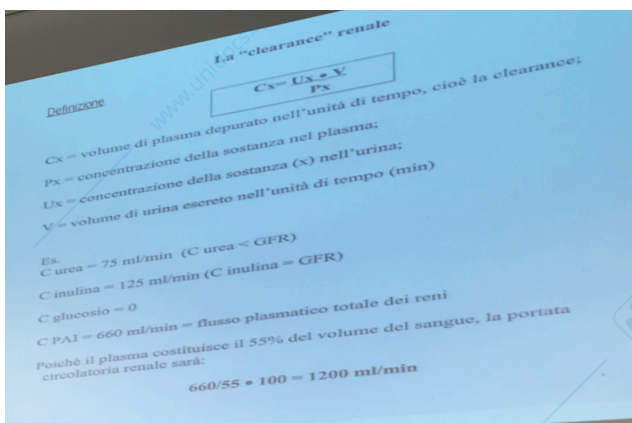 La “clearance” renale
Definizione
Cx= Ux • V
Px
Cx = volume di plasma depurato nell'unità di tempo, cioè la clearance;
Px = concentrazione della sostanza nel plasma;
Ux = concentrazione della sostanza (x) nell'urina;
V = volume di urina escreto nell'unità di tempo (min)
Es.
C urea = 75 ml/min (C urea < GFR)
C inulina = 125 ml/min (C inulina = GFR)
C glucosio = 0
C PAI = 660 ml/min = flusso plasmatico totale dei reni
Poichè il plasma costituisce il 55% del volume del sangue, la portata
circolatoria renale sarà:
660/55 • 100 = 1200 ml/min